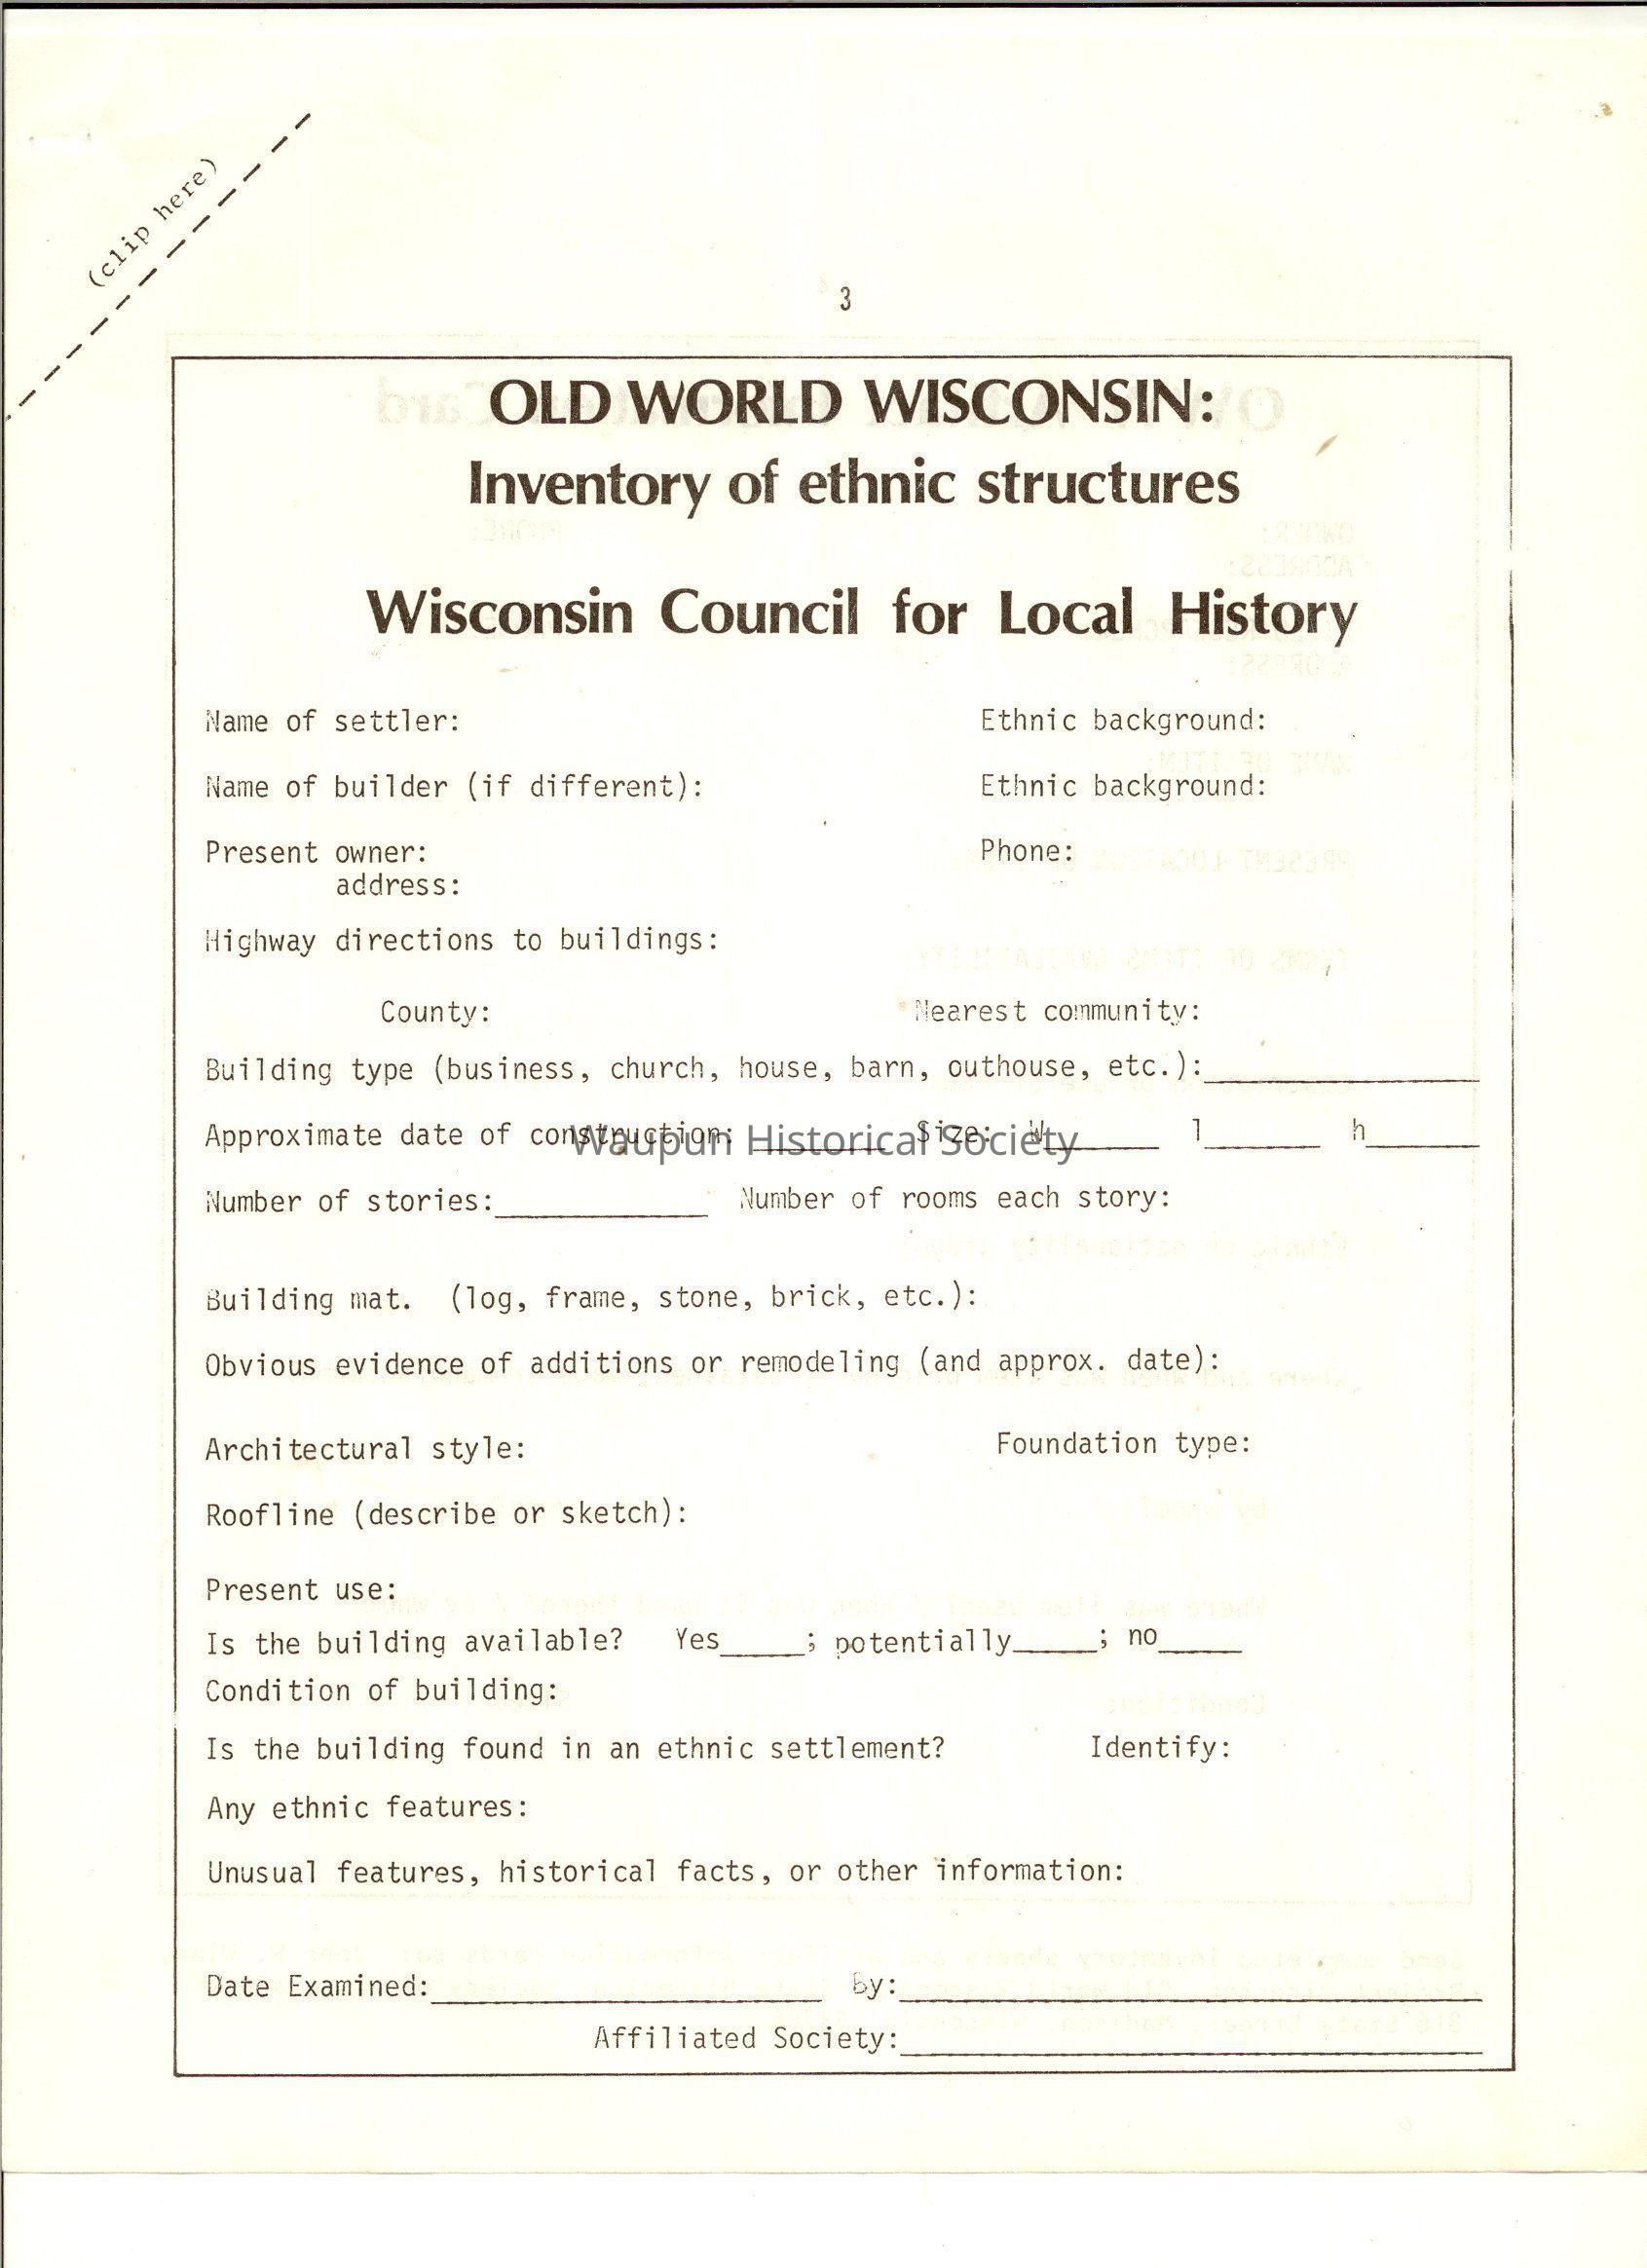 (clip here)
3
OLD WORLD WISCONSIN:
Inventory of ethnic structures
Wisconsin Council for Local History
Name of settler: Ethnic background:
Name of builder (if different): Ethnic background:
Present owner: Phone:
address:
Highway directions to buildings:
County: Nearest community:
Building type (business, church, house, barn, outhouse, etc.):
Approximate date of construction: Size: W l h
Waupun Historical Society
Number of stories: Number of rooms each story:
Building mat. (log, frame, stone, brick, etc.):
Obvious evidence of additions or remodeling (and approx. date):
Architectural style: Foundation type:
Roofline (describe or sketch):
Present use:
Is the building available? Yes_____; potentially_____; no_____
Condition of building:
Is the building found in an ethnic settlement? Identify:
Any ethnic features:
Unusual features, historical facts, or other information:
Date Examined: By:
Affiliated Society: